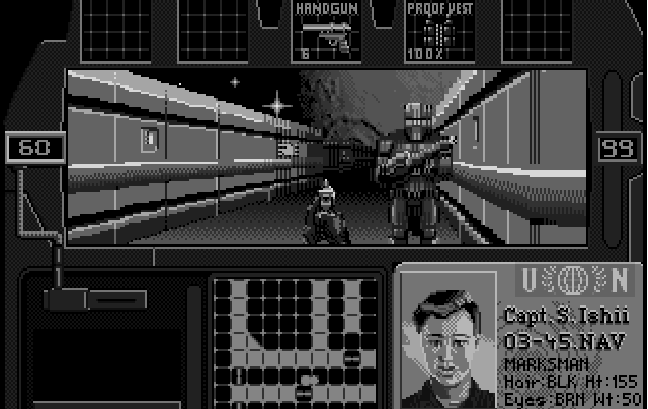 HANDGUN
6
PROOF VEST
100%
60
99
U N
Capt.S.Ishii
03-45.NAV
MARKSMAN
Hair:BLK Ht:155
Eyes:BRN Wt:50